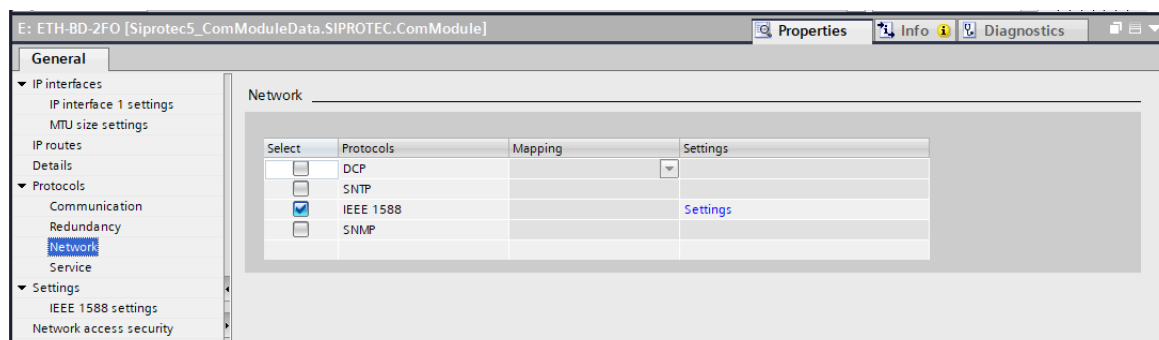 E: ETH-BD-2FO [Siprotec5_ComModuleData.SIPROTEC.ComModule]
Properties
Info
Diagnostics
General
IP interfaces
IP interface 1 settings
MTU size settings
IP routes
Details
Protocols
Communication
Redundancy
Network
Service
Settings
IEEE 1588 settings
Network access security
Network
Select Protocols Mapping Settings
DCP
SNTP
IEEE 1588 Settings
SNMP